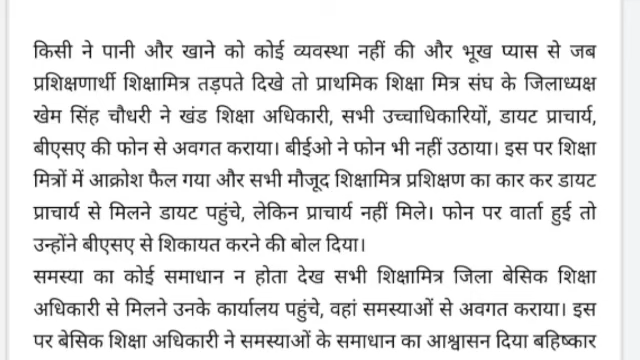 किसी ने पानी और खाने को कोई व्यवस्था नहीं की और भूख प्यास से जब
प्रशिक्षणार्थी शिक्षामित्र तड़पते दिखे तो प्राथमिक शिक्षा मित्र संघ के जिलाध्यक्ष
खेम सिंह चौधरी ने खंड शिक्षा अधिकारी, सभी उच्चाधिकारियों, डायट प्राचार्य,
बीएसए की फोन से अवगत कराया। बीईओ ने फोन भी नहीं उठाया। इस पर शिक्षा
मित्रों में आक्रोश फैल गया और सभी मौजूद शिक्षामित्र प्रशिक्षण का कार कर डायट
प्राचार्य से मिलने डायट पहुंचे, लेकिन प्राचार्य नहीं मिले। फोन पर वार्ता हुई तो
उन्होंने बीएसए से शिकायत करने की बोल दिया।
समस्या का कोई समाधान न होता देख सभी शिक्षामित्र जिला बेसिक शिक्षा
अधिकारी से मिलने उनके कार्यालय पहुंचे, वहां समस्याओं से अवगत कराया। इस
पर बेसिक शिक्षा अधिकारी ने समस्याओं के समाधान का आश्वासन दिया बहिष्कार